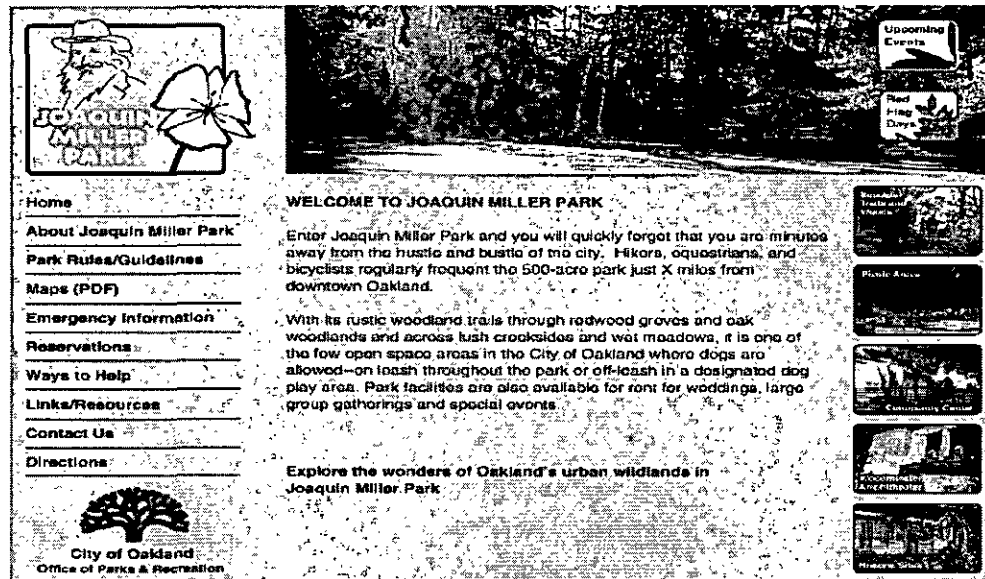 JOAQUIN
MILLER
PARK
Upcoming
Events
Red
Flag
Days
Home
About Joaquin Miller Park
Park Rules/Guidelines
Maps (PDF)
Emergency Information
Reservations
Ways to Help
Links/Resources
Contact Us
Directions
City of Oakland
Office of Parks & Recreation
WELCOME TO JOAQUIN MILLER PARK
Enter Joaquin Miller Park and you will quickly forget that you are minutes
away from the hustle and bustle of the city. Hikers, equestrians, and
bicyclists regularly frequent the 500-acre park just X miles from
downtown Oakland.
With its rustic woodland trails through redwood groves and oak
woodlands and across lush creeksides and wet meadows, it is one of
the few open space areas in the City of Oakland where dogs are
allowed--on leash throughout the park or off-leash in a designated dog
play area. Park facilities are also available for rent for weddings, large
group gatherings and special events.
Explore the wonders of Oakland's urban wildlands in
Joaquin Miller Park
Picnic Areas
Community Center
Woodminster
Amphitheater
Historic Sites